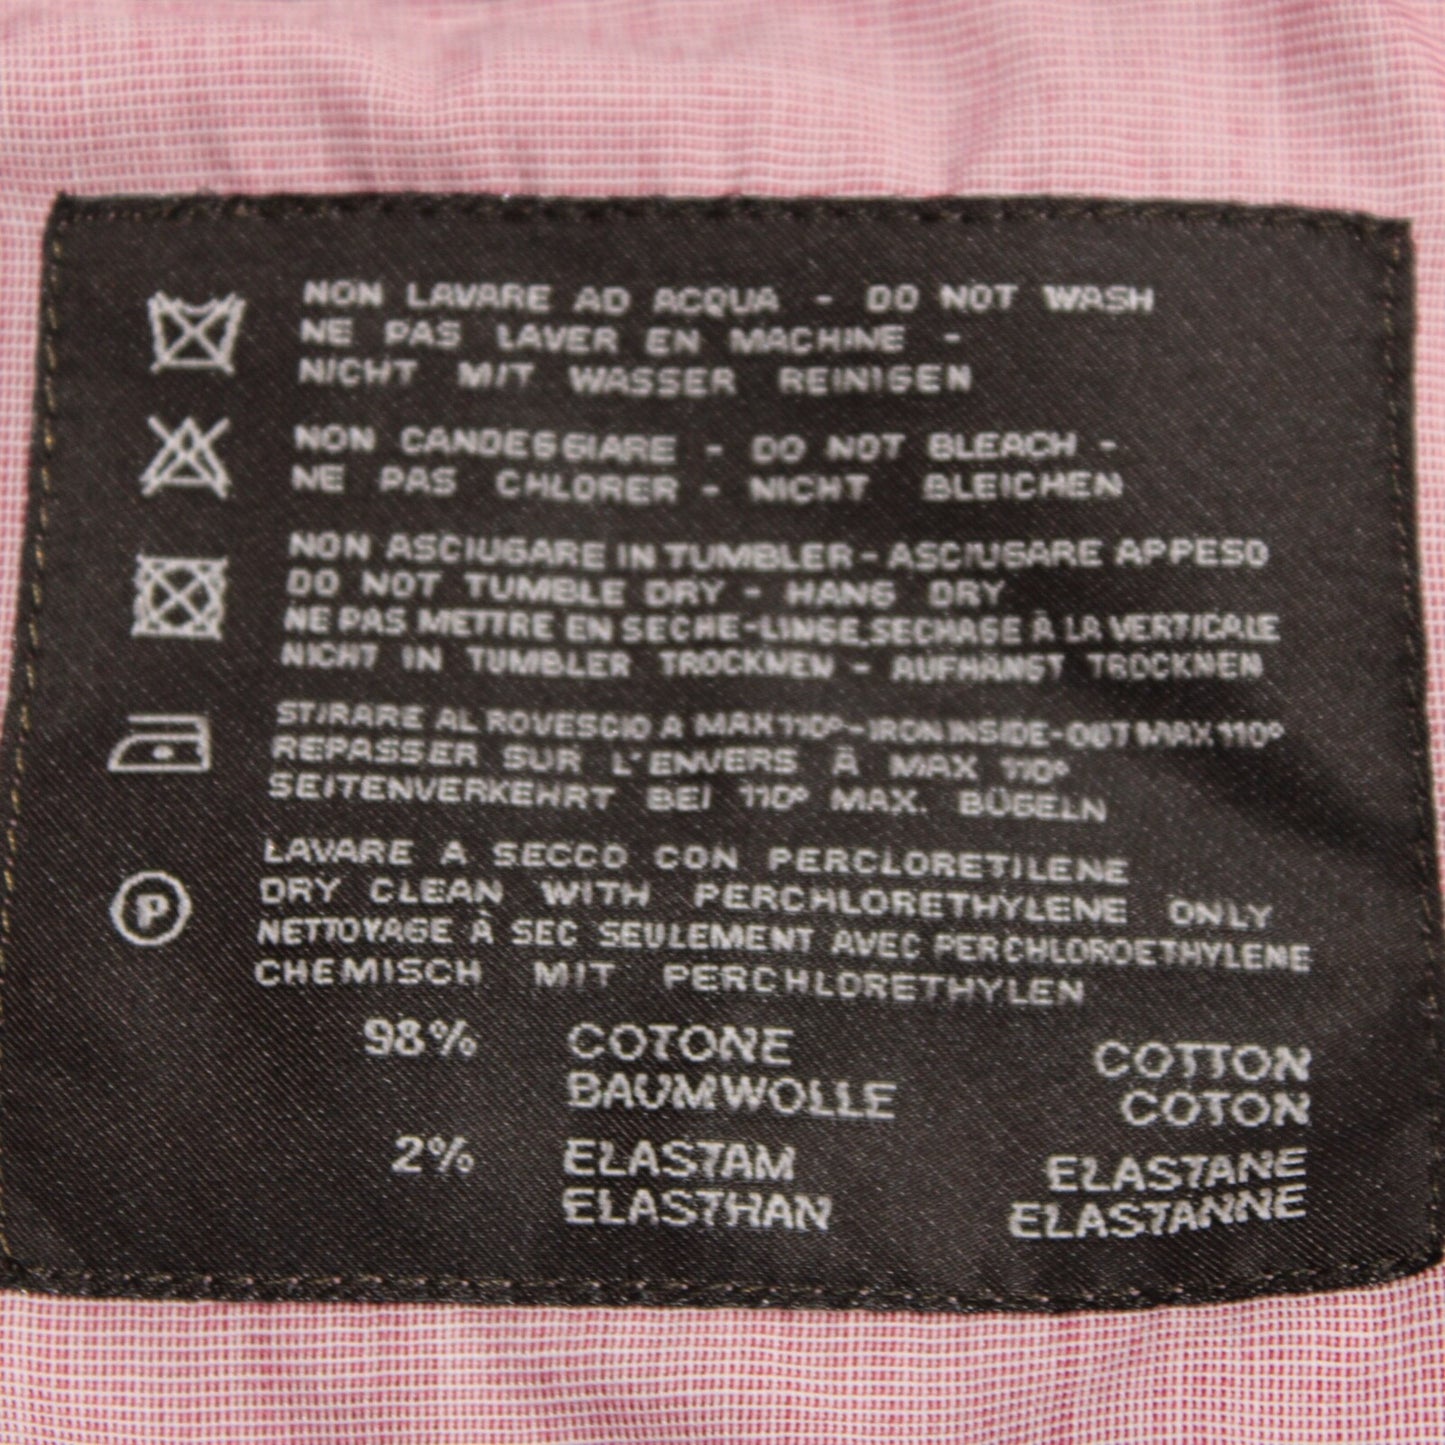 NON LAVARE AD ACQUA - DO NOT WASH
NE PAS LAVER EN MACHINE -
NICHT MIT WASSER REINIGEN
NON CANDEGGIARE - DO NOT BLEACH -
NE PAS CHLORER - NICHT BLEICHEN
NON ASCIUGARE IN TUMBLER - ASCIUGARE APPESO
DO NOT TUMBLE DRY - HANG DRY
NE PAS METTRE EN SECHE-LINGE, SECHAGE À LA VERTICALE
NICHT IN TUMBLER TROCKNEN - AUFHÄNGT TROCKNEN
STIRARE AL ROVESCIO A MAX 110° - IRON INSIDE-OUT MAX 110°
REPASSER SUR L'ENVERS À MAX 110°
SEITENVERKEHRT BEI 110° MAX. BÜGELN
LAVARE A SECCO CON PERCLORETILENE
P DRY CLEAN WITH PERCHLORETHYLENE ONLY
NETTOYAGE À SEC SEULEMENT AVEC PERCHLOROETHYLENE
CHEMISCH MIT PERCHLORETHYLEN
98% COTONE COTTON
BAUMWOLLE COTON
2% ELASTAM ELASTANE
ELASTHAN ELASTANNE